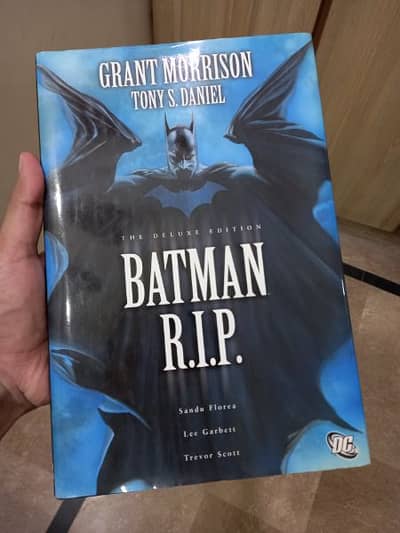 GRANT MORRISON
TONY S. DANIEL
THE DELUXE EDITION
BATMAN
R.I.P.
Sandu Florea
Lee Garbett
Trevor Scott
DC